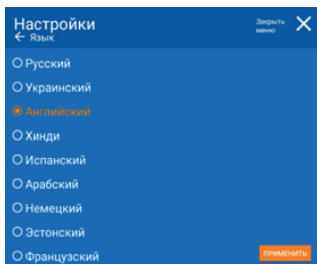 Настройки
Закрыть
меню
← Язык
Русский
Украинский
Английский
Хинди
Испанский
Арабский
Немецкий
Эстонский
Французский
ПРИМЕНИТЬ